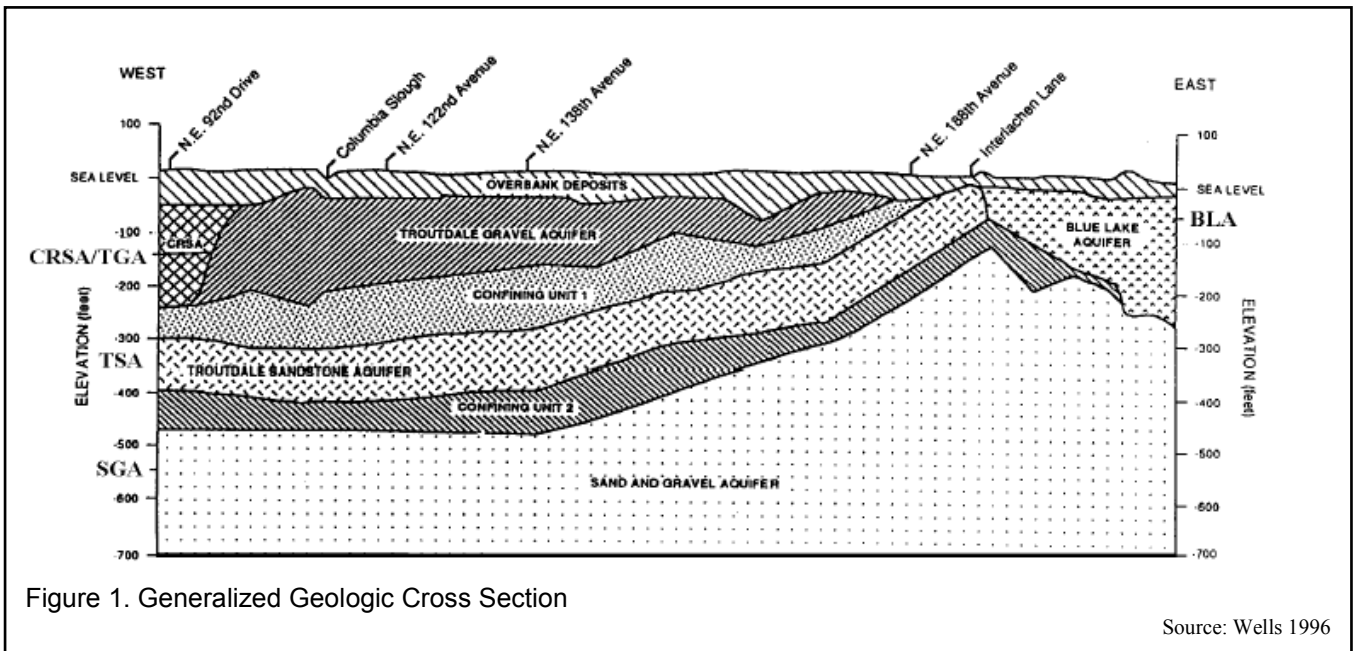 WEST
N.E. 92nd Drive
Columbia Slough
N.E. 122nd Avenue
N.E. 138th Avenue
N.E. 188th Avenue
Interlachen Lane
EAST
100
100
SEA LEVEL
OVERBANK DEPOSITS
SEA LEVEL
BLA
-100
CRSA
TROUTDALE GRAVEL AQUIFER
BLUE LAKE
AQUIFER
-100
CRSA/TGA
-200
CONFINING UNIT 1
-200
ELEVATION (feet)
ELEVATION (feet)
-300
-300
TSA
TROUTDALE SANDSTONE AQUIFER
-400
CONFINING UNIT 2
-400
-500
-500
SGA
SAND AND GRAVEL AQUIFER
-600
-600
-700
-700
Figure 1. Generalized Geologic Cross Section
Source: Wells 1996